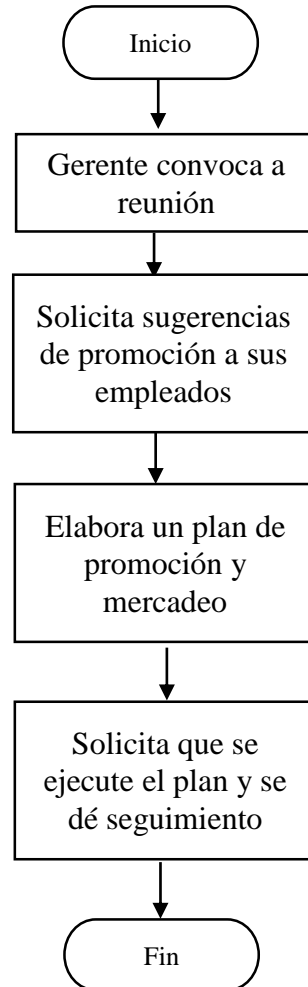 Inicio
Gerente convoca a
reunión
Solicita sugerencias
de promoción a sus
empleados
Elabora un plan de
promoción y
mercadeo
Solicita que se
ejecute el plan y se
dé seguimiento
Fin